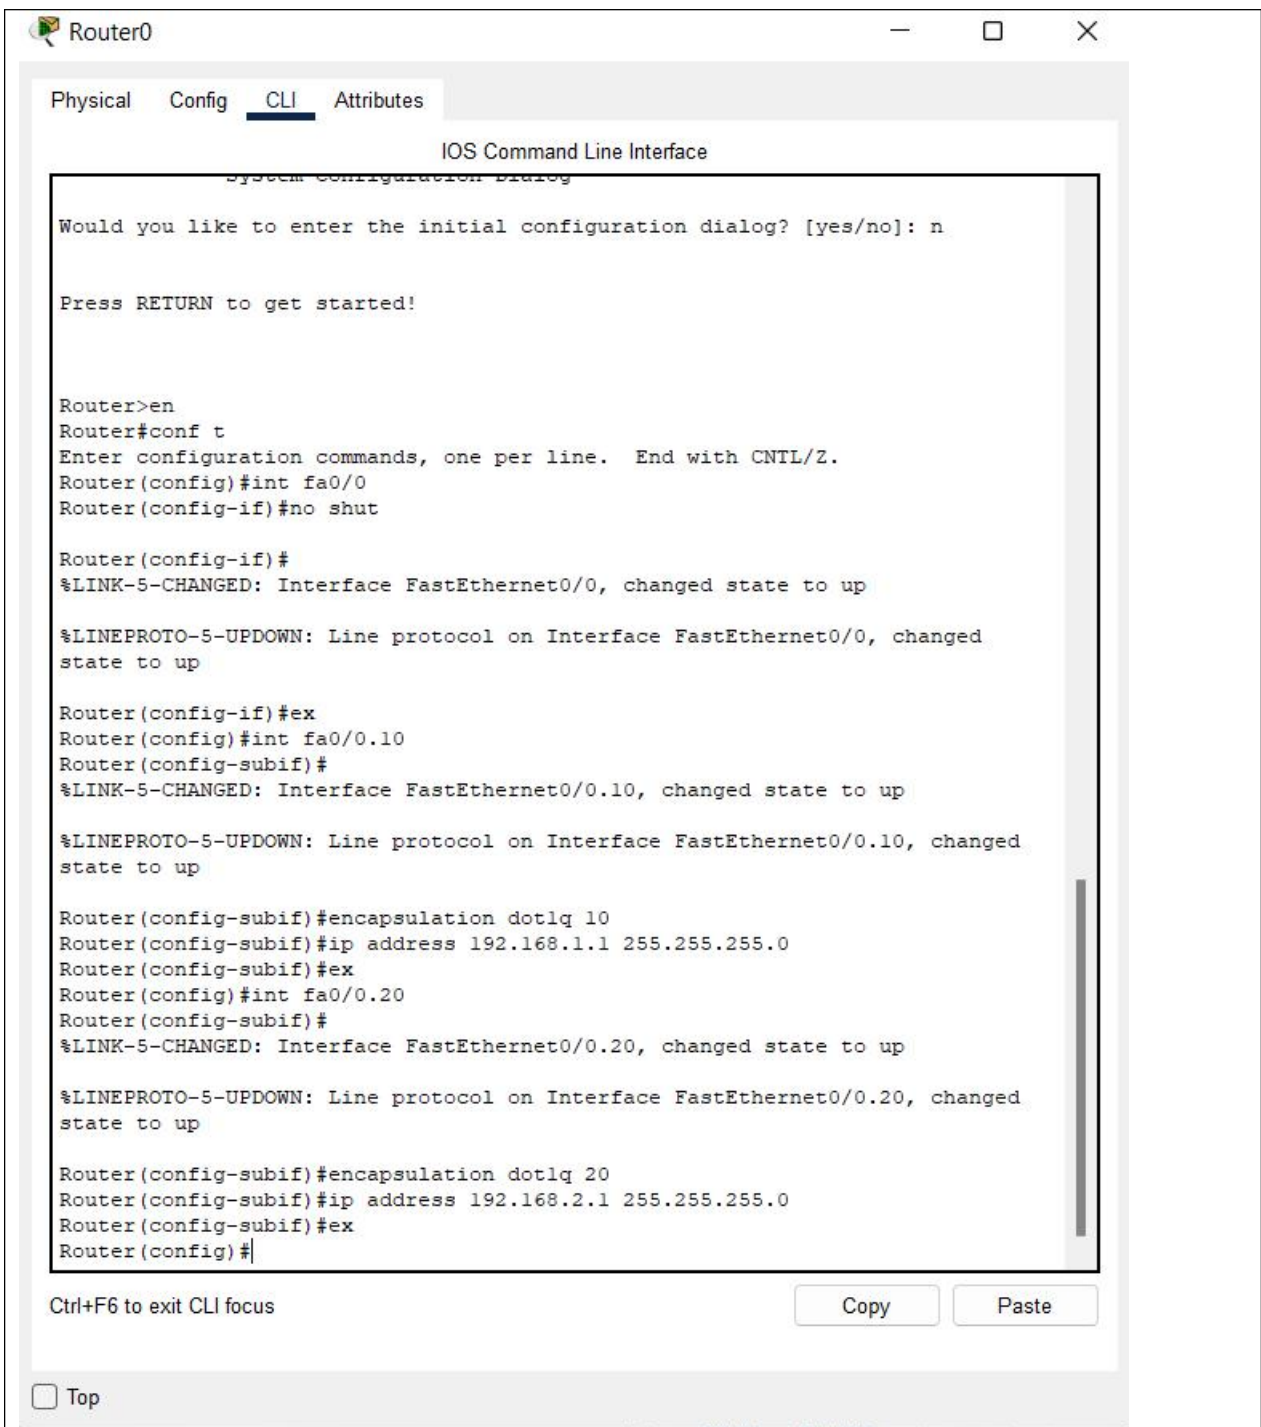 Router0
Physical Config CLI Attributes
IOS Command Line Interface
System Configuration Dialog
Would you like to enter the initial configuration dialog? [yes/no]: n
Press RETURN to get started!
Router>en
Router#conf t
Enter configuration commands, one per line.  End with CNTL/Z.
Router(config)#int fa0/0
Router(config-if)#no shut
Router(config-if)#
%LINK-5-CHANGED: Interface FastEthernet0/0, changed state to up
%LINEPROTO-5-UPDOWN: Line protocol on Interface FastEthernet0/0, changed
state to up
Router(config-if)#ex
Router(config)#int fa0/0.10
Router(config-subif)#
%LINK-5-CHANGED: Interface FastEthernet0/0.10, changed state to up
%LINEPROTO-5-UPDOWN: Line protocol on Interface FastEthernet0/0.10, changed
state to up
Router(config-subif)#encapsulation dot1q 10
Router(config-subif)#ip address 192.168.1.1 255.255.255.0
Router(config-subif)#ex
Router(config)#int fa0/0.20
Router(config-subif)#
%LINK-5-CHANGED: Interface FastEthernet0/0.20, changed state to up
%LINEPROTO-5-UPDOWN: Line protocol on Interface FastEthernet0/0.20, changed
state to up
Router(config-subif)#encapsulation dot1q 20
Router(config-subif)#ip address 192.168.2.1 255.255.255.0
Router(config-subif)#ex
Router(config)#
Ctrl+F6 to exit CLI focus
Copy Paste
Top